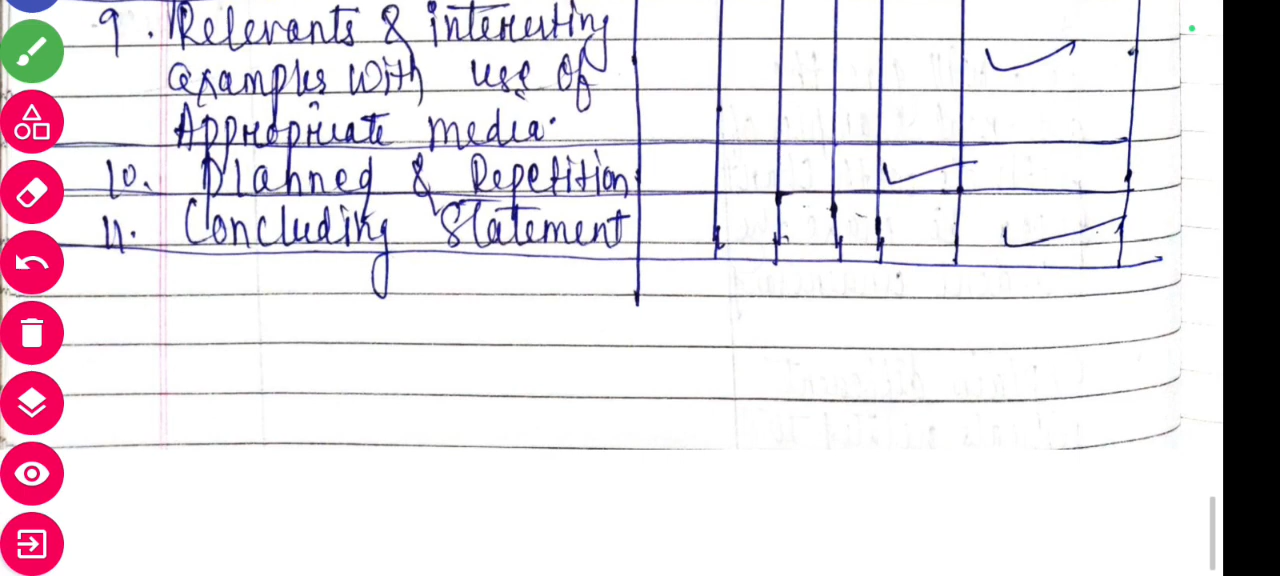 9. Relevants & interesting
examples with use of
Appropriate media.
10. Planned & Repetition
11. Concluding Statement